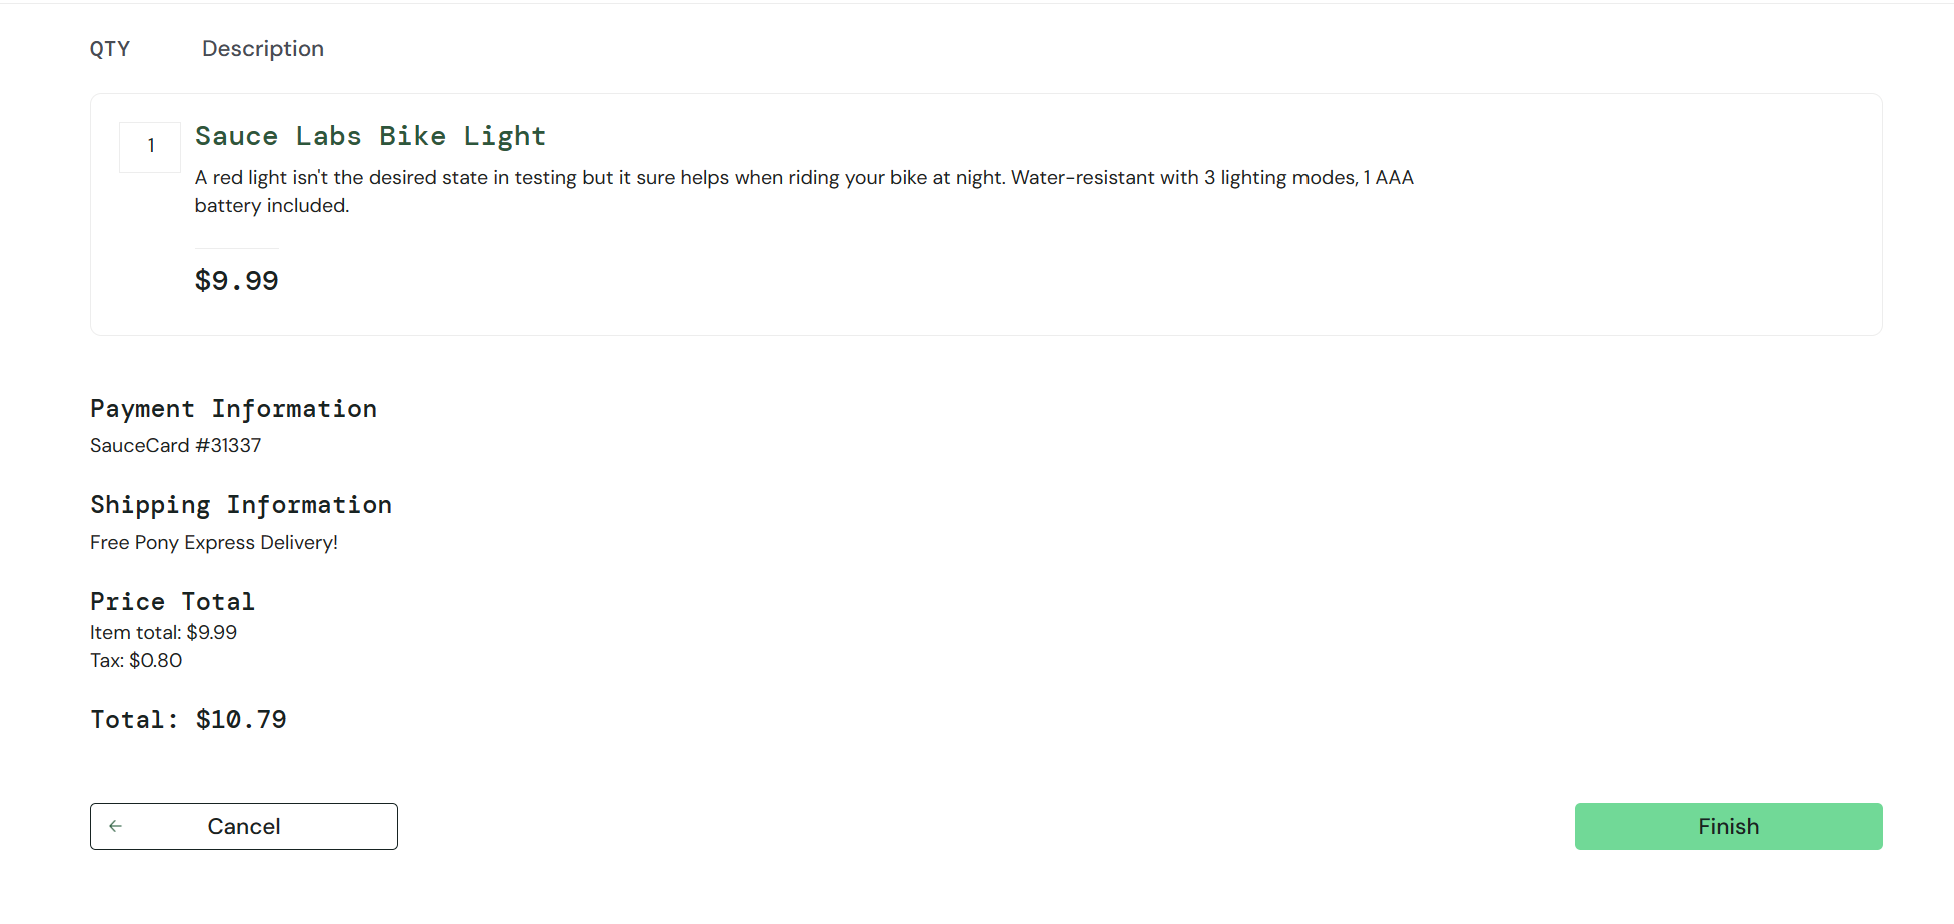 QTY Description
1
Sauce Labs Bike Light
A red light isn't the desired state in testing but it sure helps when riding your bike at night. Water-resistant with 3 lighting modes, 1 AAA
battery included.
$9.99
Payment Information
SauceCard #31337
Shipping Information
Free Pony Express Delivery!
Price Total
Item total: $9.99
Tax: $0.80
Total: $10.79
Cancel
Finish